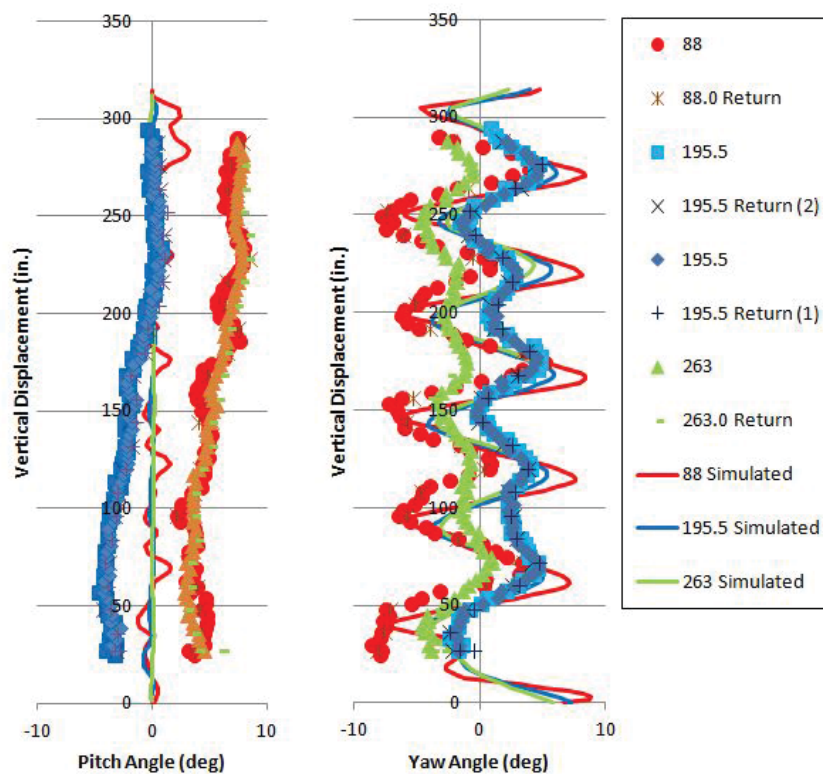 350
300
250
200
150
100
50
0
-10
0
10
Vertical Displacement (in.)
Pitch Angle (deg)
350
300
250
200
150
100
50
0
-10
0
10
Vertical Displacement (in.)
Yaw Angle (deg)
88
88.0 Return
195.5
195.5 Return (2)
195.5
195.5 Return (1)
263
263.0 Return
88 Simulated
195.5 Simulated
263 Simulated